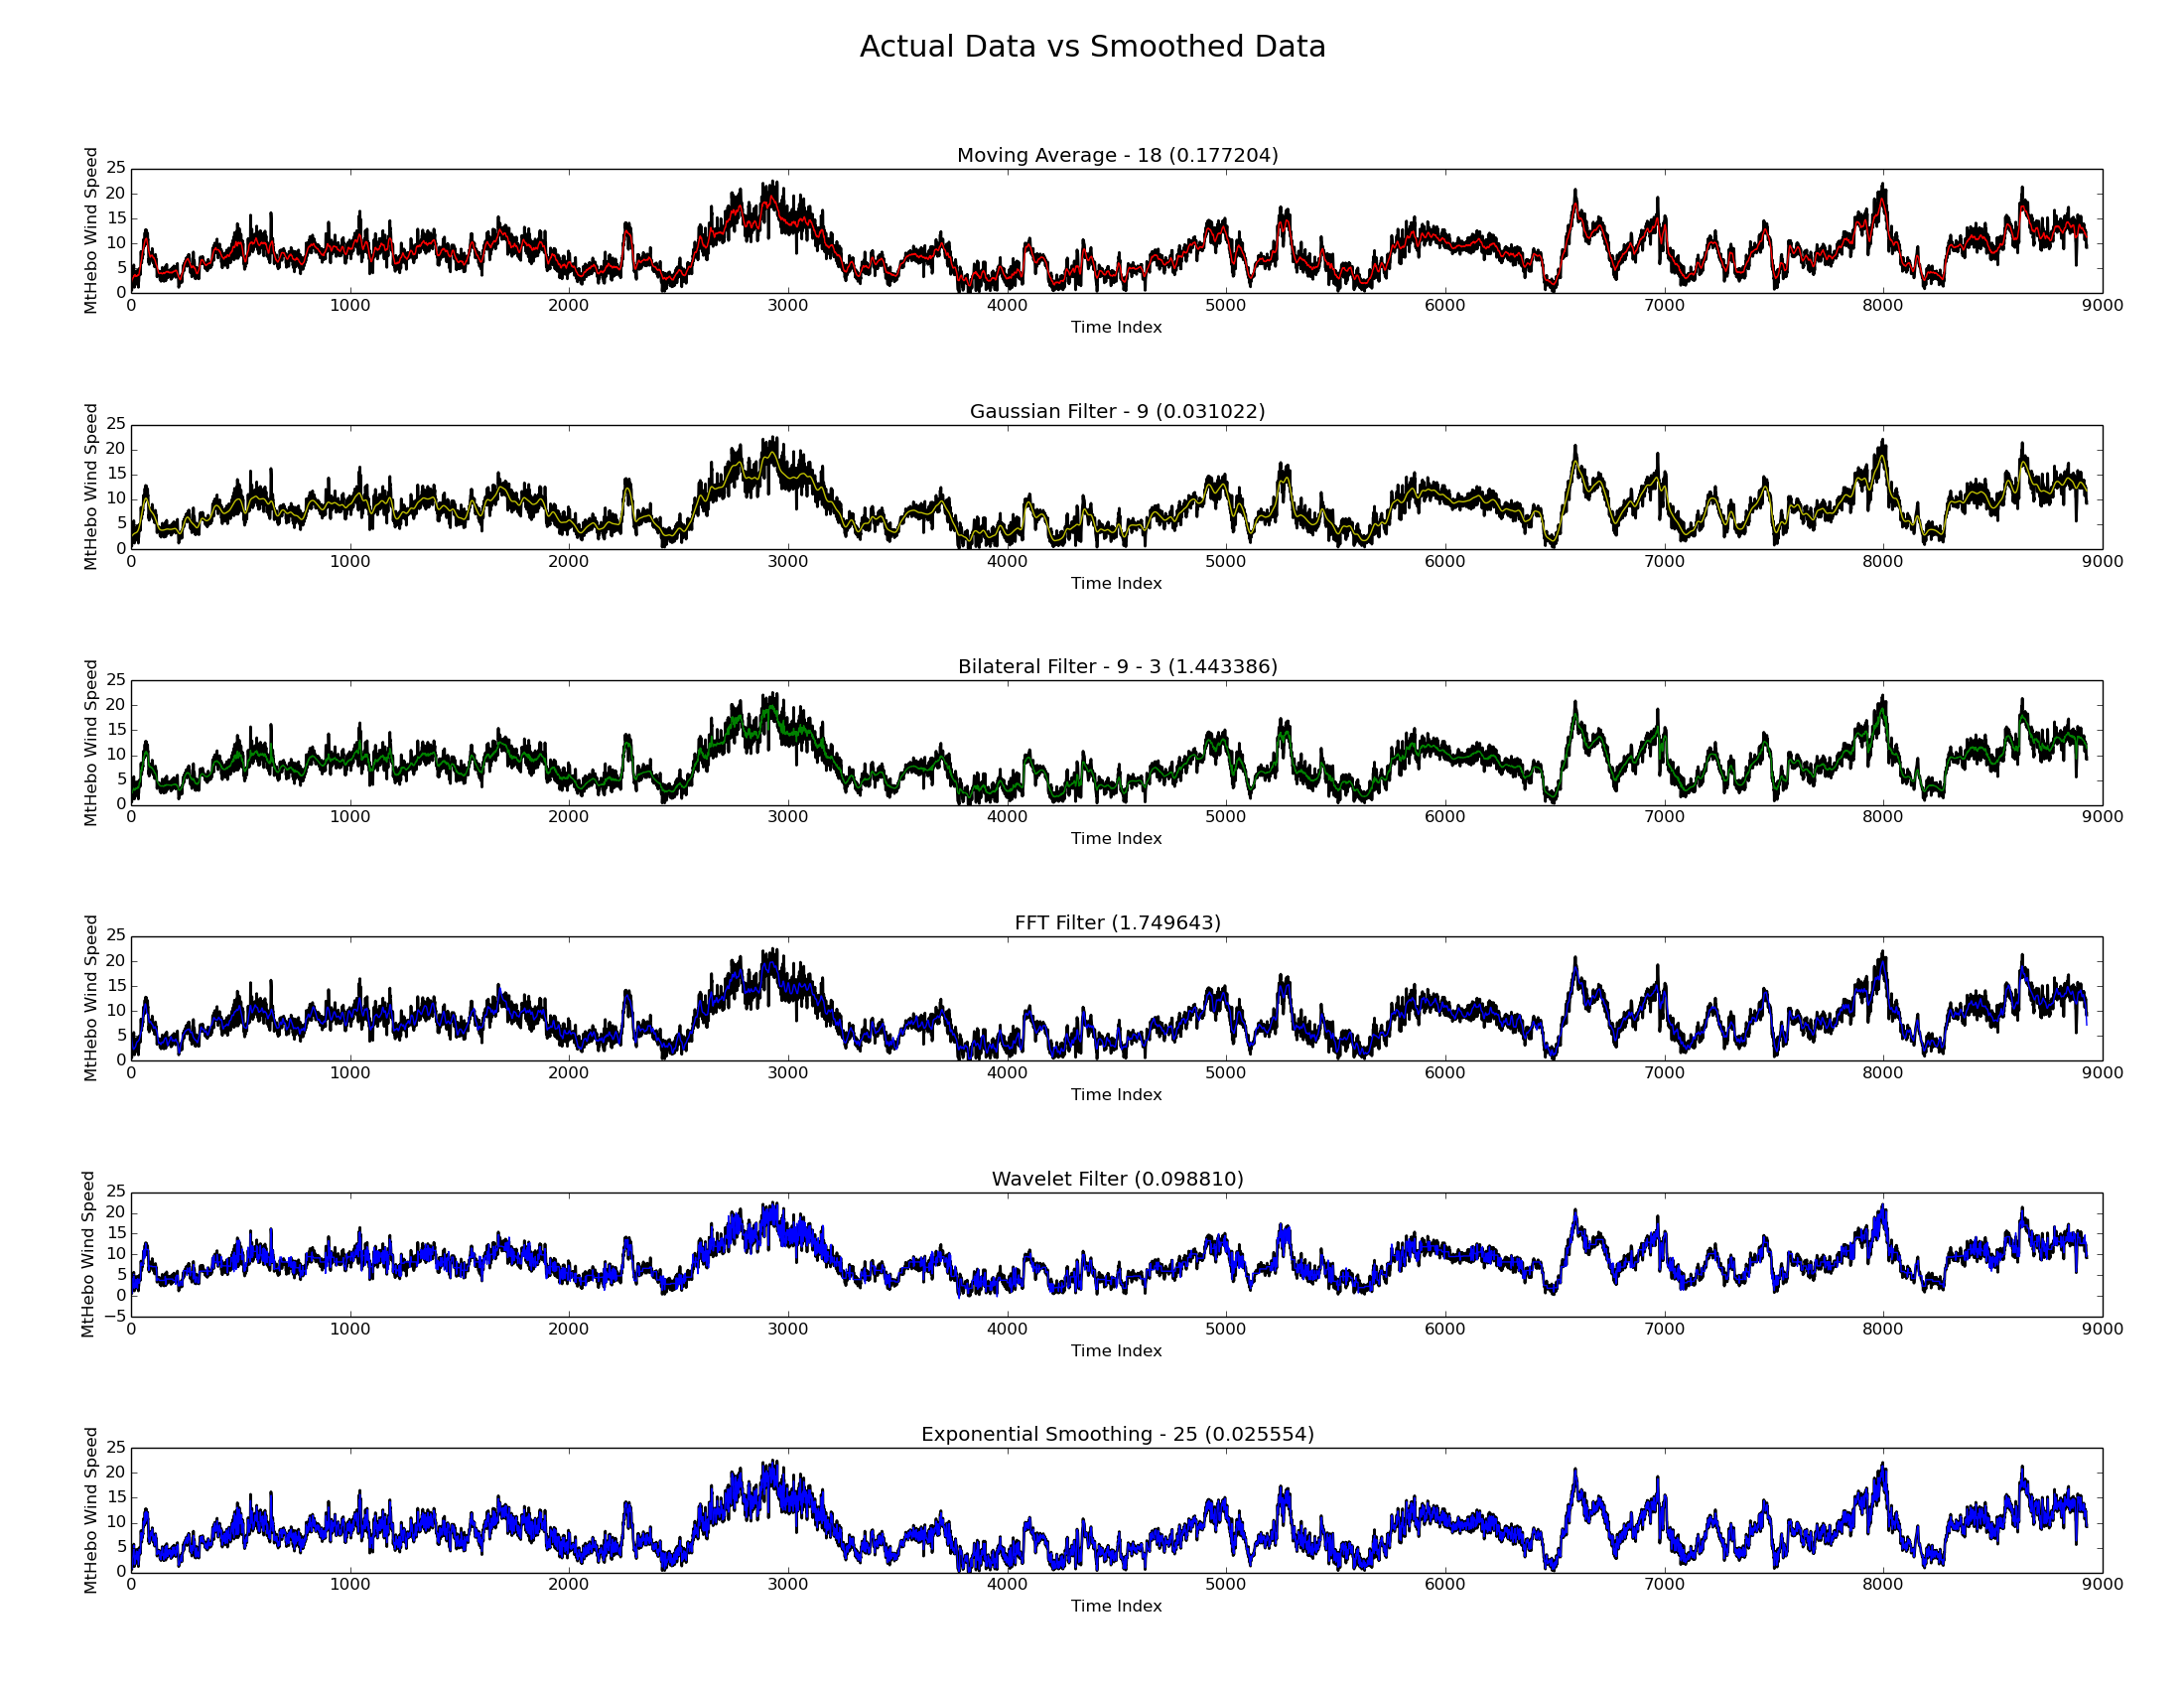 Actual Data vs Smoothed Data
Moving Average - 18 (0.177204)
MtHebo Wind Speed
25
20
15
10
5
0
0 1000 2000 3000 4000 5000 6000 7000 8000 9000
Time Index
Gaussian Filter - 9 (0.031022)
MtHebo Wind Speed
25
20
15
10
5
0
0 1000 2000 3000 4000 5000 6000 7000 8000 9000
Time Index
Bilateral Filter - 9 - 3 (1.443386)
MtHebo Wind Speed
25
20
15
10
5
0
0 1000 2000 3000 4000 5000 6000 7000 8000 9000
Time Index
FFT Filter (1.749643)
MtHebo Wind Speed
25
20
15
10
5
0
0 1000 2000 3000 4000 5000 6000 7000 8000 9000
Time Index
Wavelet Filter (0.098810)
MtHebo Wind Speed
25
20
15
10
5
0
−5
0 1000 2000 3000 4000 5000 6000 7000 8000 9000
Time Index
Exponential Smoothing - 25 (0.025554)
MtHebo Wind Speed
25
20
15
10
5
0
0 1000 2000 3000 4000 5000 6000 7000 8000 9000
Time Index